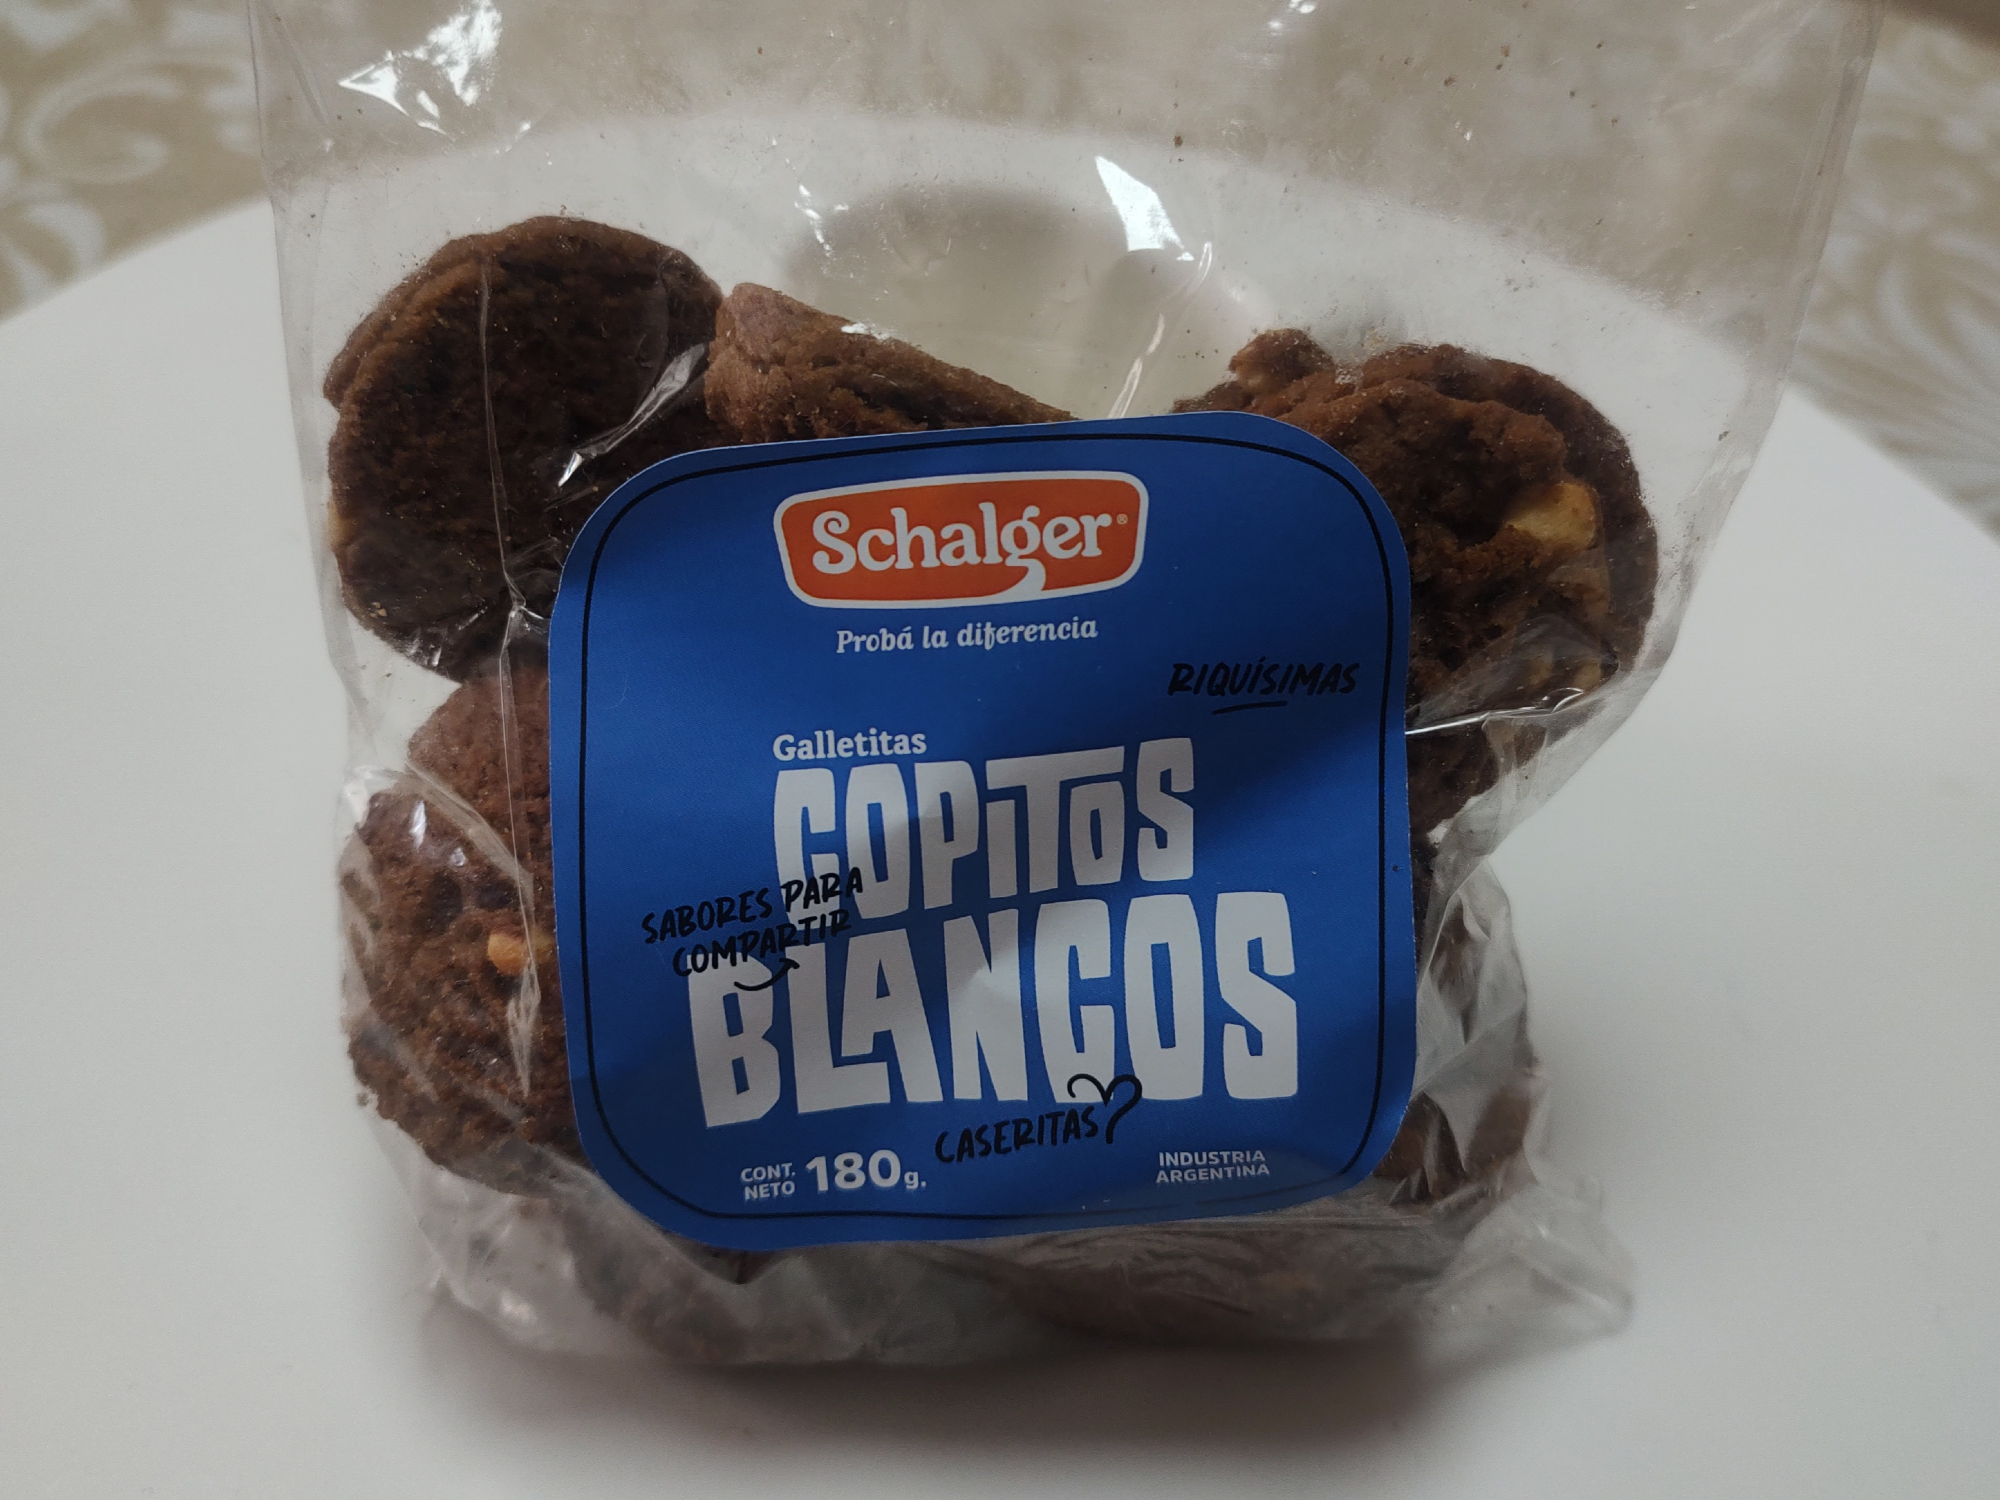 Schalger®
Probá la diferencia
RIQUÍSIMAS
Galletitas
COPITOS
SABORES PARA
COMPARTIR
BLANCOS
CASERITAS
CONT.
NETO 180g.
INDUSTRIA
ARGENTINA